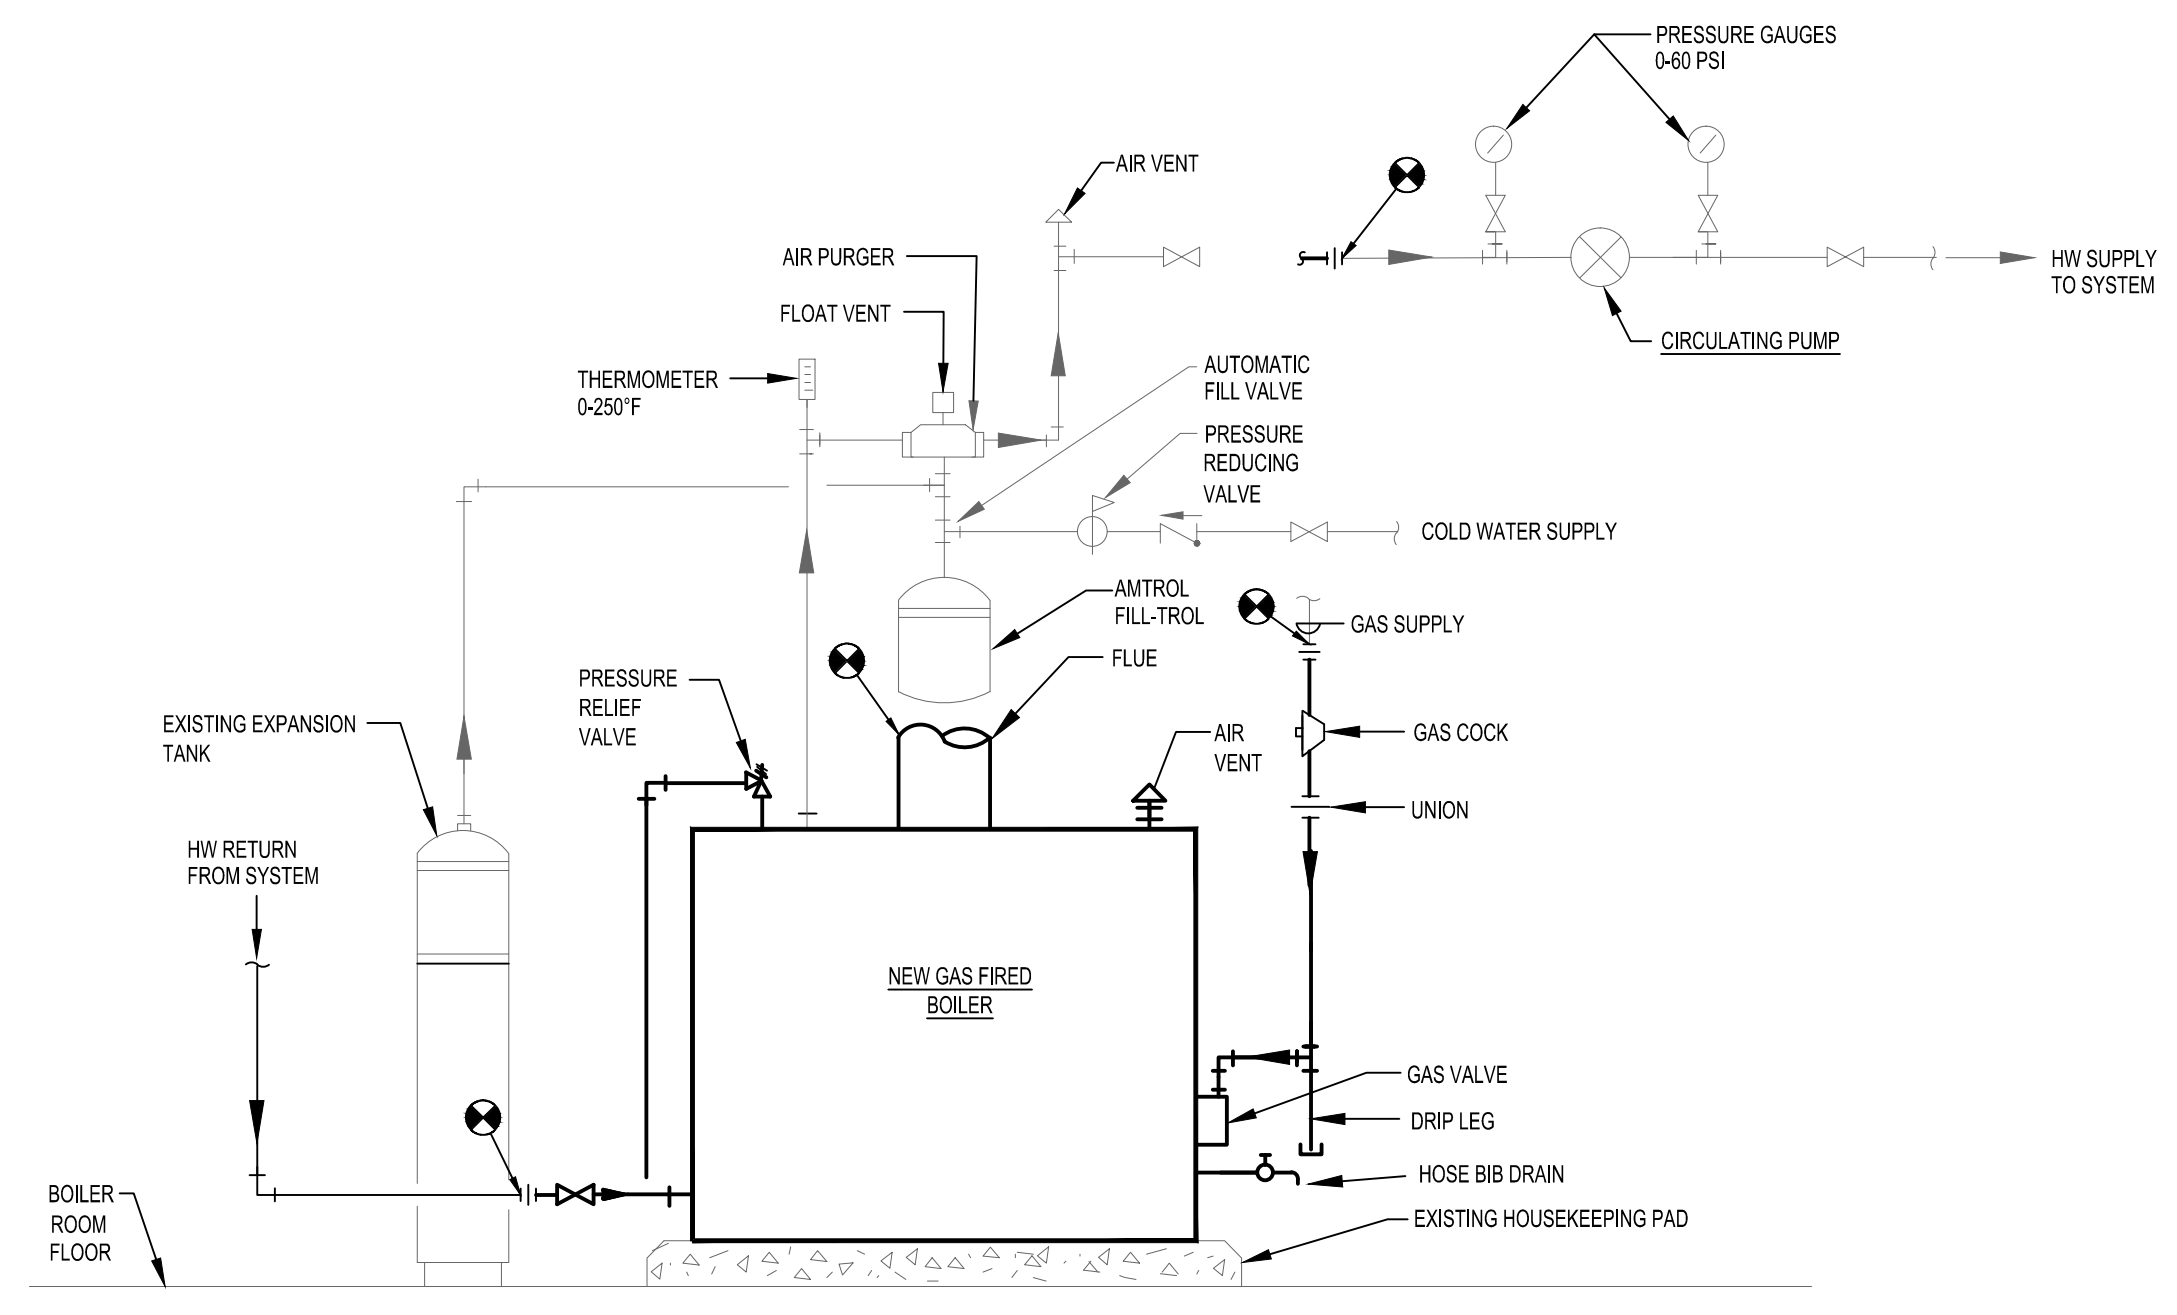 PRESSURE GAUGES
0-60 PSI
AIR VENT
AIR PURGER
HW SUPPLY
TO SYSTEM
FLOAT VENT
CIRCULATING PUMP
THERMOMETER
0-250°F
AUTOMATIC
FILL VALVE
PRESSURE
REDUCING
VALVE
COLD WATER SUPPLY
AMTROL
FILL-TROL
GAS SUPPLY
FLUE
PRESSURE
RELIEF
VALVE
EXISTING EXPANSION
TANK
AIR
VENT
GAS COCK
UNION
HW RETURN
FROM SYSTEM
NEW GAS FIRED
BOILER
GAS VALVE
DRIP LEG
HOSE BIB DRAIN
BOILER
ROOM
FLOOR
EXISTING HOUSEKEEPING PAD